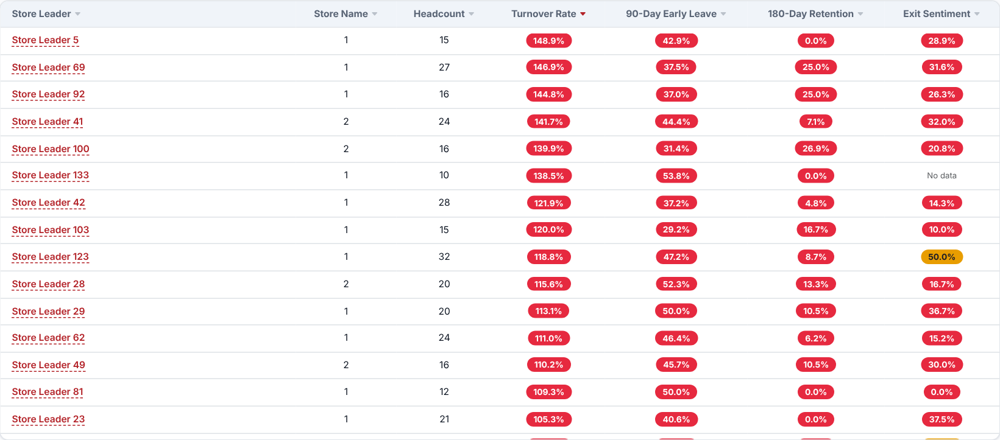 Store Leader Store Name Headcount Turnover Rate 90-Day Early Leave 180-Day Retention Exit Sentiment
Store Leader 5 1 15 148.9% 42.9% 0.0% 28.9%
Store Leader 69 1 27 146.9% 37.5% 25.0% 31.6%
Store Leader 92 1 16 144.8% 37.0% 25.0% 26.3%
Store Leader 41 2 24 141.7% 44.4% 7.1% 32.0%
Store Leader 100 2 16 139.9% 31.4% 26.9% 20.8%
Store Leader 133 1 10 138.5% 53.8% 0.0% No data
Store Leader 42 1 28 121.9% 37.2% 4.8% 14.3%
Store Leader 103 1 15 120.0% 29.2% 16.7% 10.0%
Store Leader 123 1 32 118.8% 47.2% 8.7% 50.0%
Store Leader 28 2 20 115.6% 52.3% 13.3% 16.7%
Store Leader 29 1 20 113.1% 50.0% 10.5% 36.7%
Store Leader 62 1 24 111.0% 46.4% 6.2% 15.2%
Store Leader 49 2 16 110.2% 45.7% 10.5% 30.0%
Store Leader 81 1 12 109.3% 50.0% 0.0% 0.0%
Store Leader 23 1 21 105.3% 40.6% 0.0% 37.5%